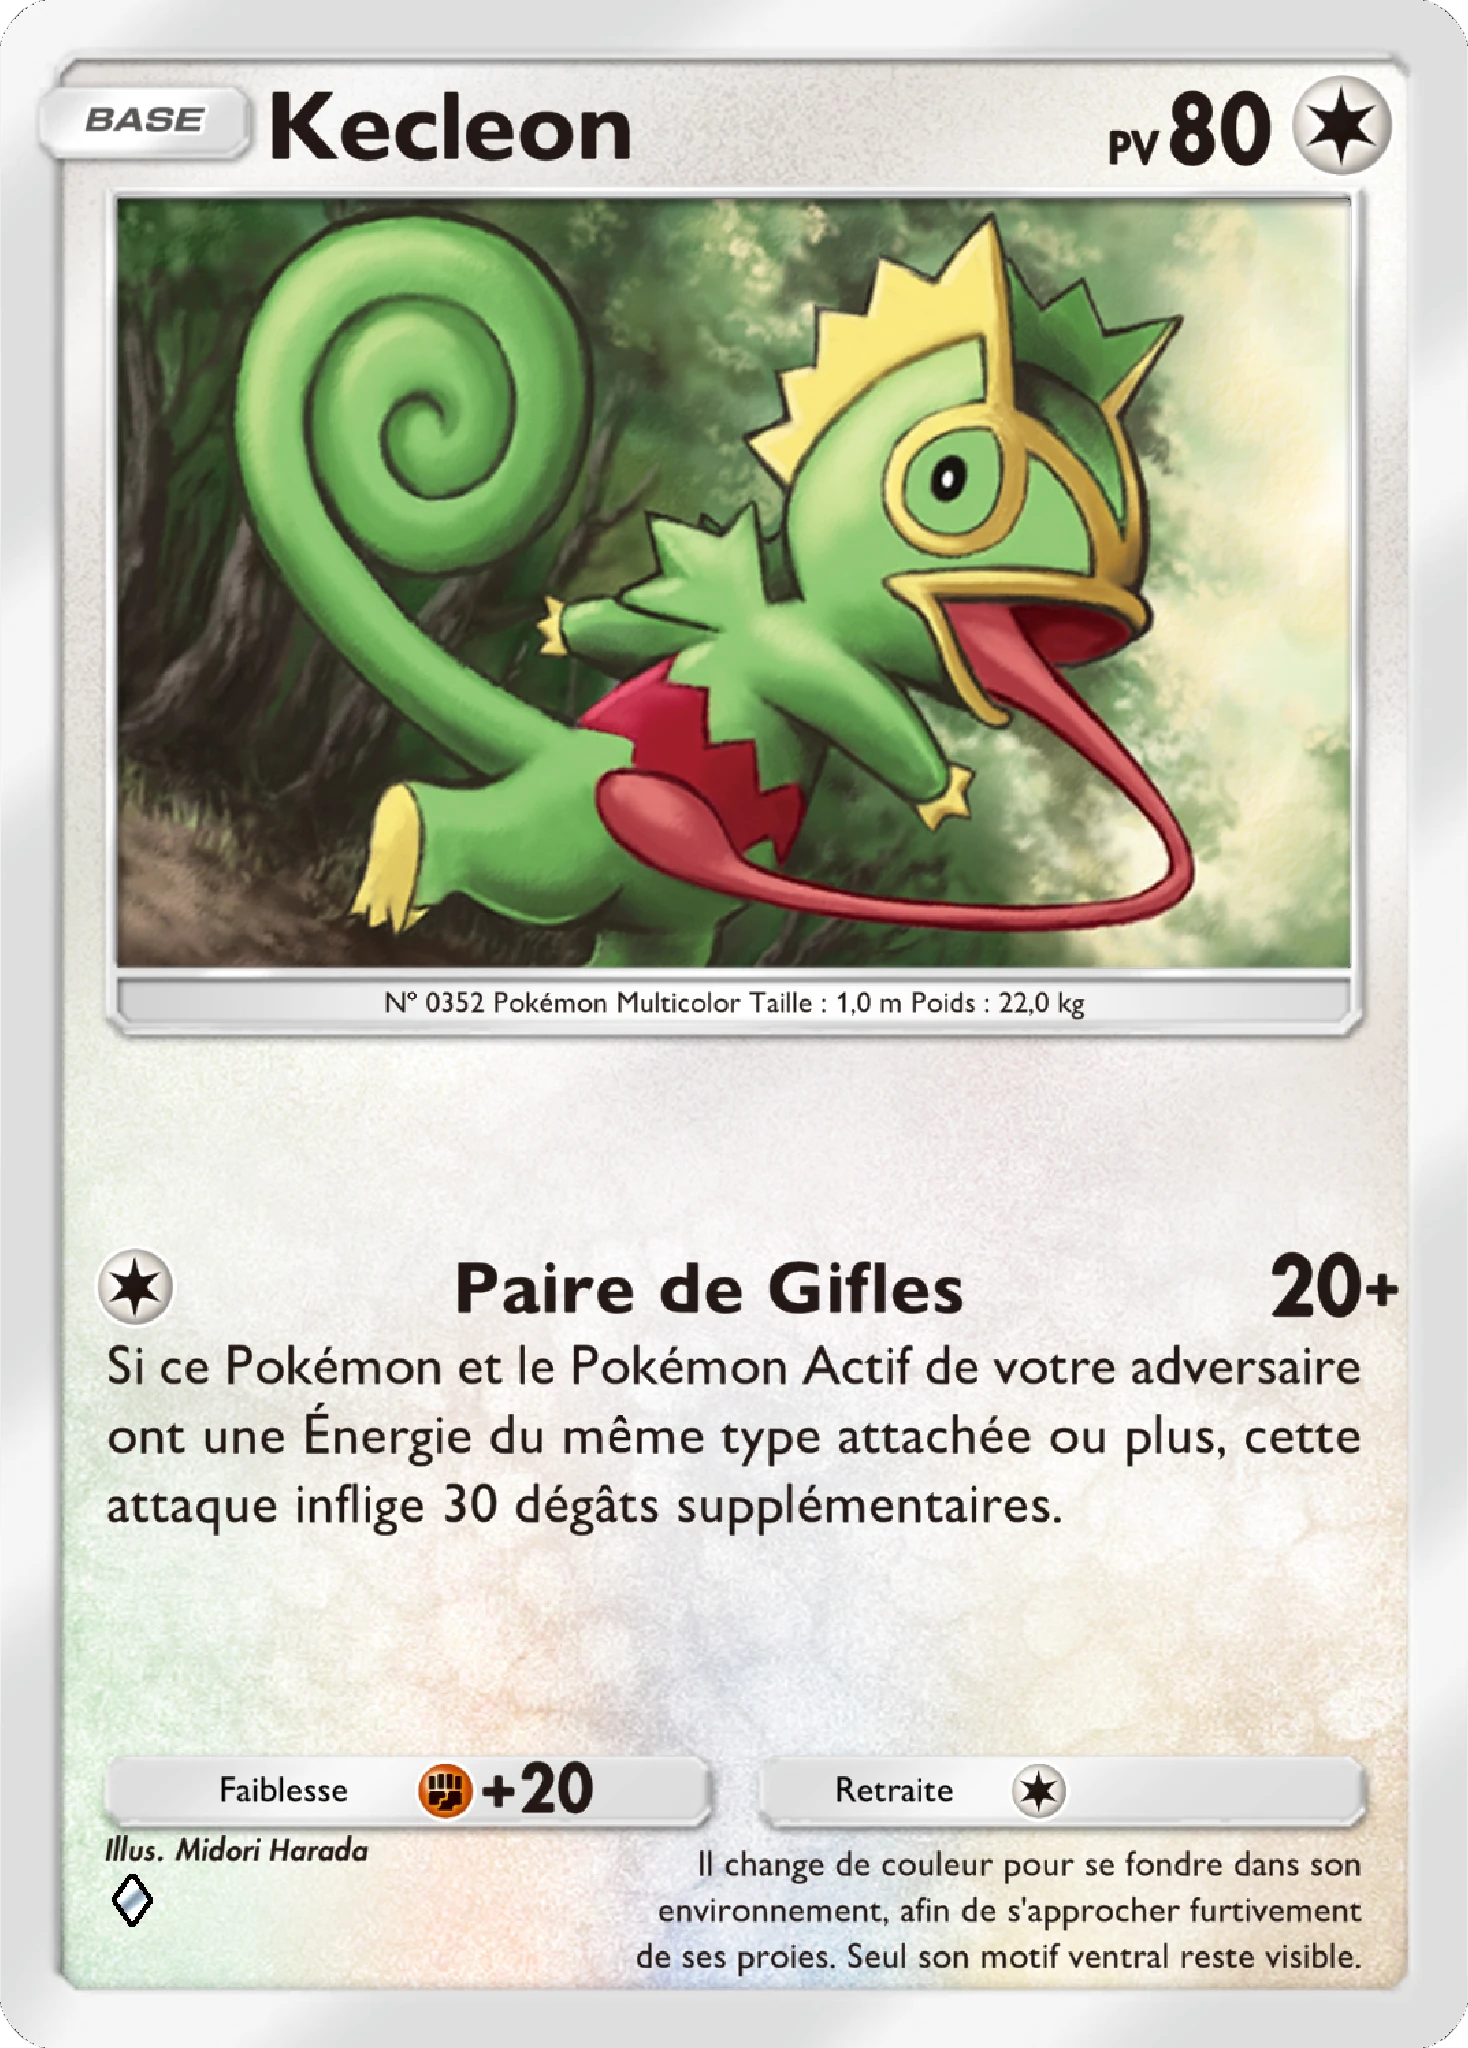 BASE Kecleon PV 80
N° 0352 Pokémon Multicolor Taille : 1,0 m Poids : 22,0 kg
Paire de Gifles 20+
Si ce Pokémon et le Pokémon Actif de votre adversaire
ont une Énergie du même type attachée ou plus, cette
attaque inflige 30 dégâts supplémentaires.
Faiblesse +20 Retraite
Illus. Midori Harada
Il change de couleur pour se fondre dans son
environnement, afin de s'approcher furtivement
de ses proies. Seul son motif ventral reste visible.